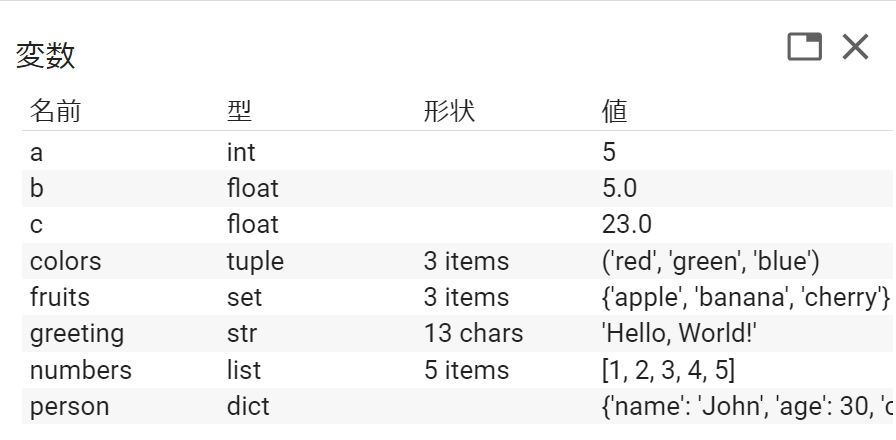 変数
名前 型 形状 値
a int 5
b float 5.0
c float 23.0
colors tuple 3 items ('red', 'green', 'blue')
fruits set 3 items {'apple', 'banana', 'cherry'}
greeting str 13 chars 'Hello, World!'
numbers list 5 items [1, 2, 3, 4, 5]
person dict {'name': 'John', 'age': 30, '